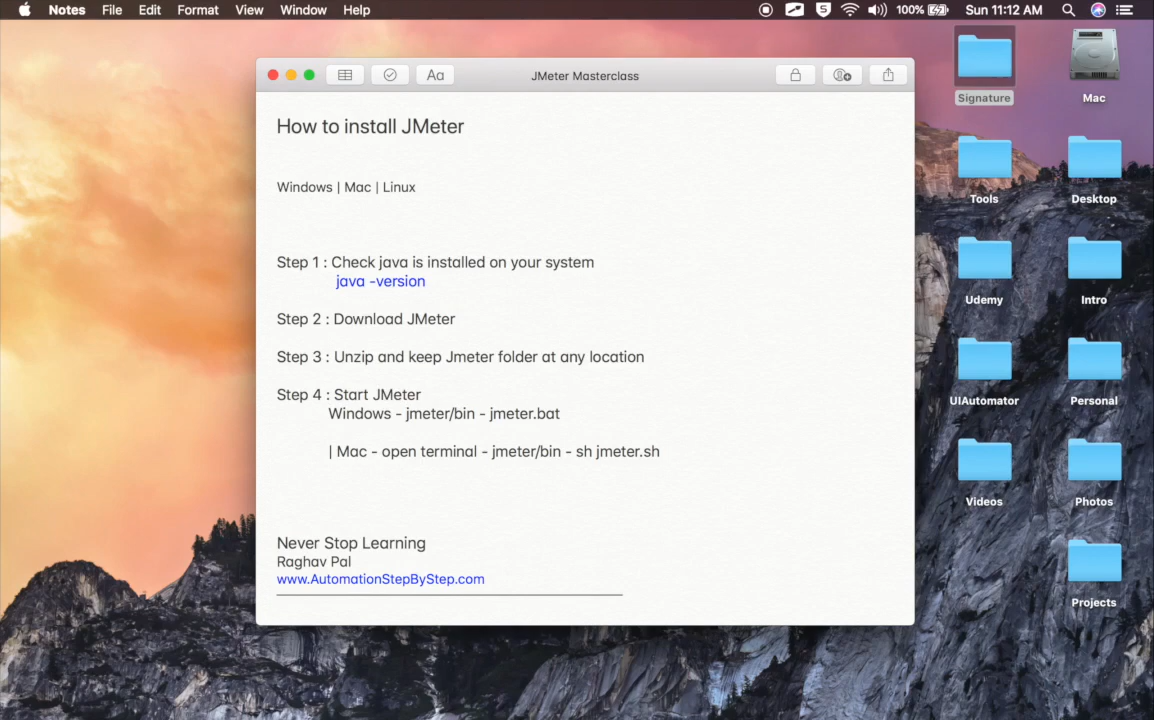 Notes File Edit Format View Window Help 100% Sun 11:12 AM
S
Aa JMeter Masterclass
How to install JMeter
Windows | Mac | Linux
Step 1 : Check java is installed on your system
java -version
Step 2 : Download JMeter
Step 3 : Unzip and keep Jmeter folder at any location
Step 4 : Start JMeter
Windows - jmeter/bin - jmeter.bat
| Mac - open terminal - jmeter/bin - sh jmeter.sh
Never Stop Learning
Raghav Pal
www.AutomationStepByStep.com
Signature Mac
Tools Desktop
Udemy Intro
UIAutomator Personal
Videos Photos
Projects